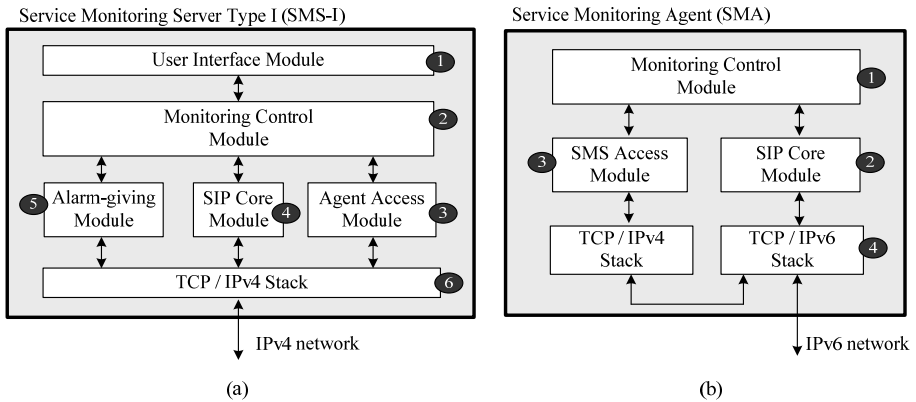 Service Monitoring Server Type I (SMS-I)
User Interface Module
1
Monitoring Control
Module
2
5
Alarm-giving
Module
SIP Core
Module
4
Agent Access
Module
3
TCP / IPv4 Stack
6
IPv4 network
(a)
Service Monitoring Agent (SMA)
Monitoring Control
Module
1
3
SMS Access
Module
SIP Core
Module
2
TCP / IPv4
Stack
TCP / IPv6
Stack
4
IPv6 network
(b)